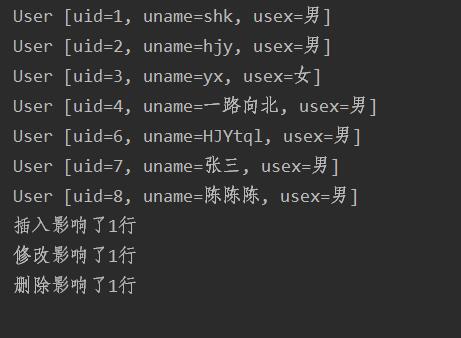 User [uid=1, uname=shk, usex=男]
User [uid=2, uname=hjy, usex=男]
User [uid=3, uname=yx, usex=女]
User [uid=4, uname=一路向北, usex=男]
User [uid=6, uname=HJYtql, usex=男]
User [uid=7, uname=张三, usex=男]
User [uid=8, uname=陈陈陈, usex=男]
插入影响了1行
修改影响了1行
删除影响了1行